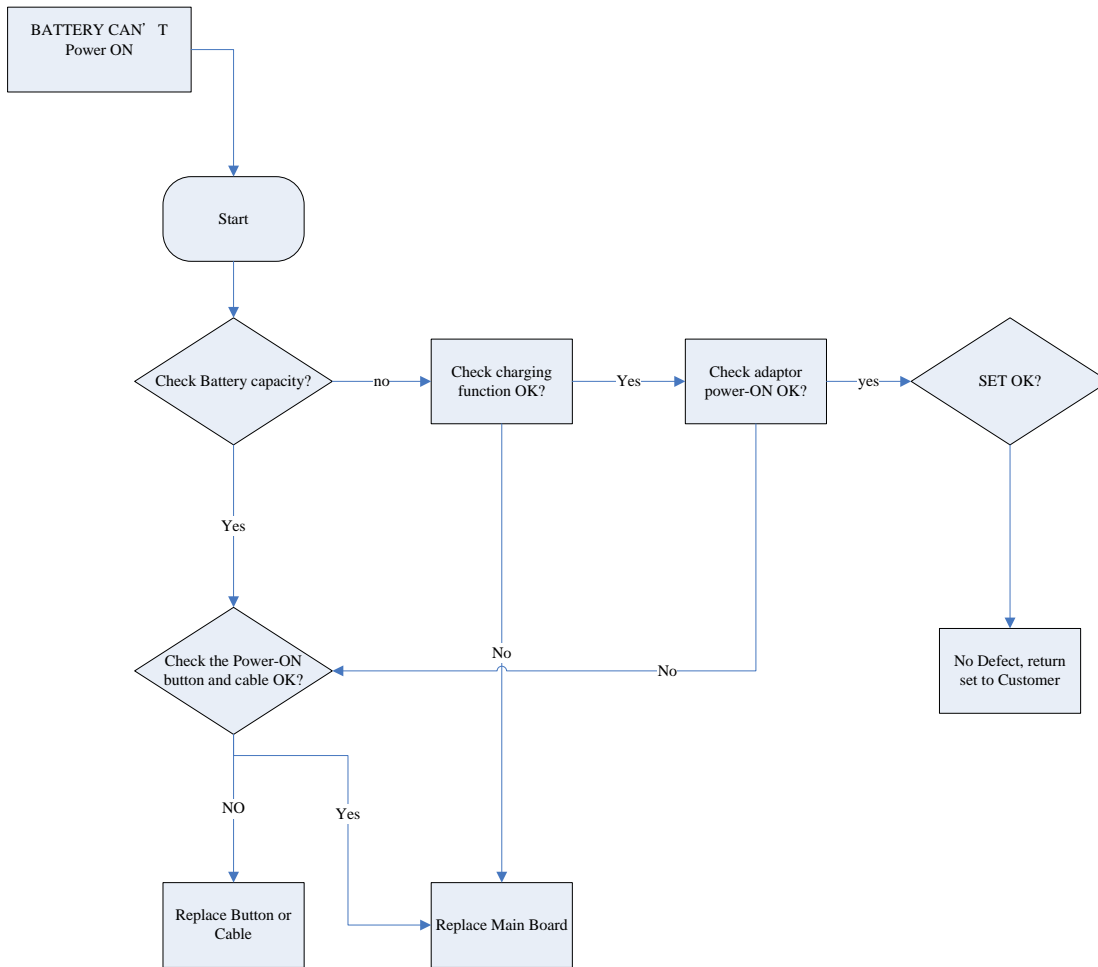 BATTERY CAN’T
Power ON
Start
Check Battery capacity?
no
Check charging
function OK?
Yes
Check adaptor
power-ON OK?
yes
SET OK?
Yes
Check the Power-ON
button and cable OK?
No
No
No Defect, return
set to Customer
NO
Yes
Replace Button or
Cable
Replace Main Board